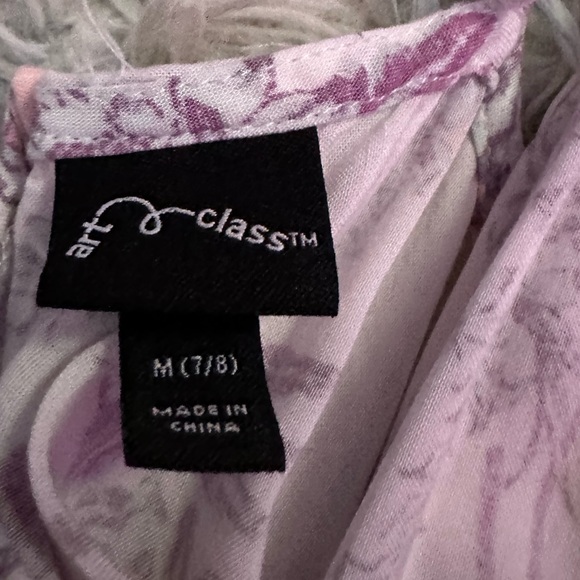 art class™
M (7/8)
MADE IN
CHINA